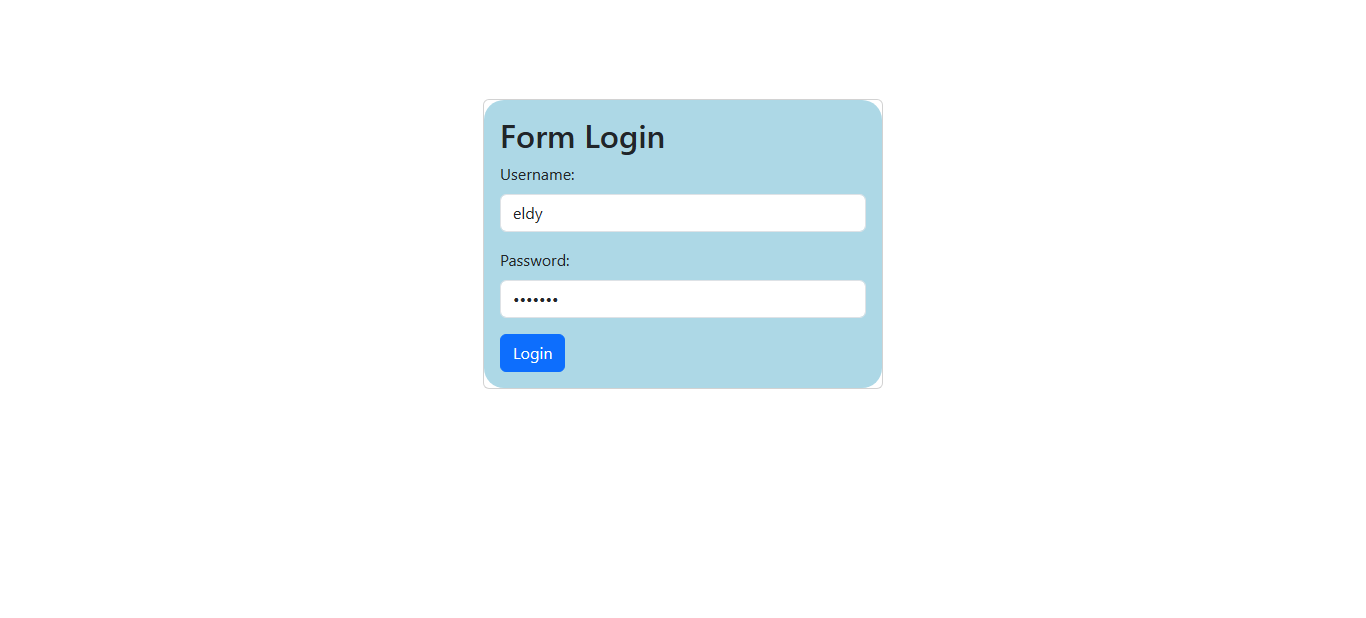 Form Login
Username:
eldy
Password:
•••••••
Login